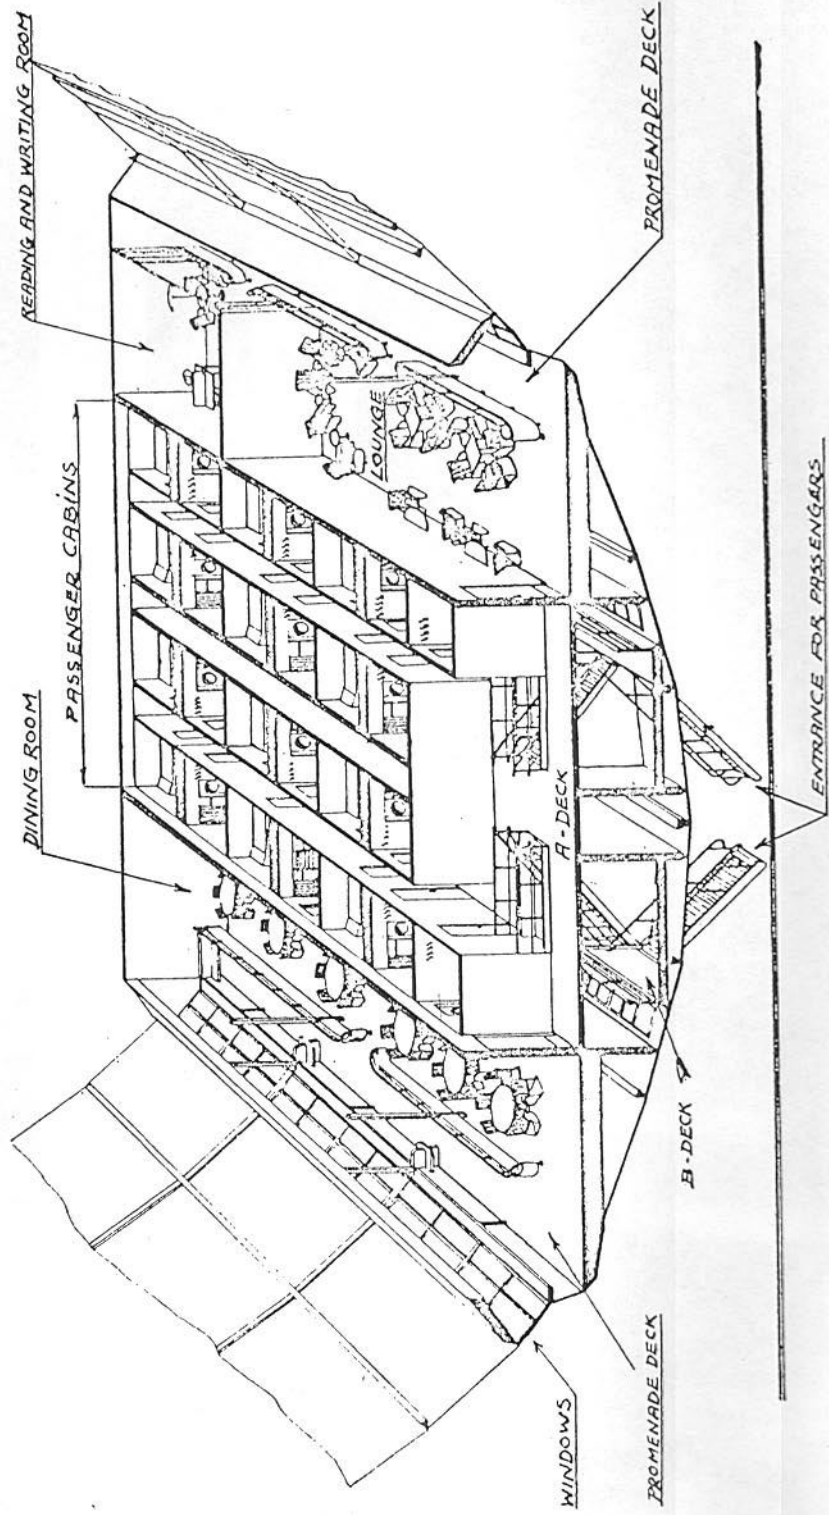 READING AND WRITING ROOM
PASSENGER CABINS
DINING ROOM
LOUNGE
PROMENADE DECK
A-DECK
B-DECK
ENTRANCE FOR PASSENGERS
WINDOWS
PROMENADE DECK